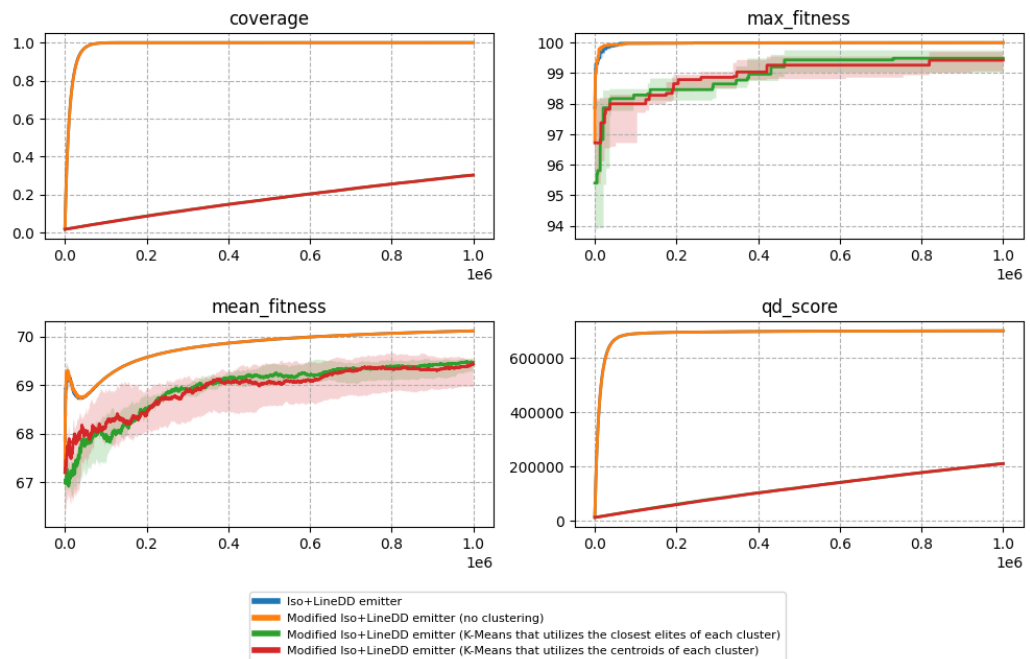 coverage
max_fitness
1.0
0.8
0.6
0.4
0.2
0.0
100
99
98
97
96
95
94
0.0 0.2 0.4 0.6 0.8 1.0
1e6
0.0 0.2 0.4 0.6 0.8 1.0
1e6
mean_fitness
qd_score
70
69
68
67
600000
400000
200000
0
0.0 0.2 0.4 0.6 0.8 1.0
1e6
0.0 0.2 0.4 0.6 0.8 1.0
1e6
Iso+LineDD emitter
Modified Iso+LineDD emitter (no clustering)
Modified Iso+LineDD emitter (K-Means that utilizes the closest elites of each cluster)
Modified Iso+LineDD emitter (K-Means that utilizes the centroids of each cluster)